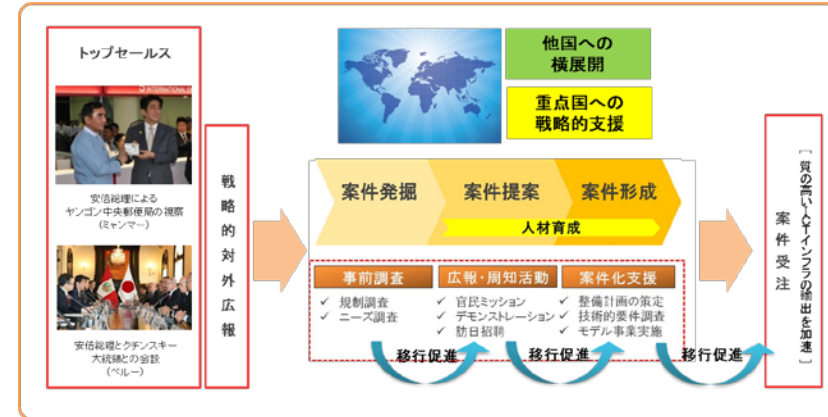 トップセールス
INTERNATIONAL
安倍総理による
ヤンゴン中央郵便局の視察
(ミャンマー)
安倍総理とクチンスキー
大統領との会談
(ペルー)
戦略的対外広報
他国への
横展開
重点国への
戦略的支援
案件発掘
案件提案
案件形成
人材育成
事前調査
✓ 規制調査
✓ ニーズ調査
広報・周知活動
✓ 官民ミッション
✓ デモンストレーション
✓ 訪日招聘
案件化支援
✓ 整備計画の策定
✓ 技術的要件調査
✓ モデル事業実施
移行促進
移行促進
移行促進
案件受注
[質の高いICTインフラの輸出を加速]